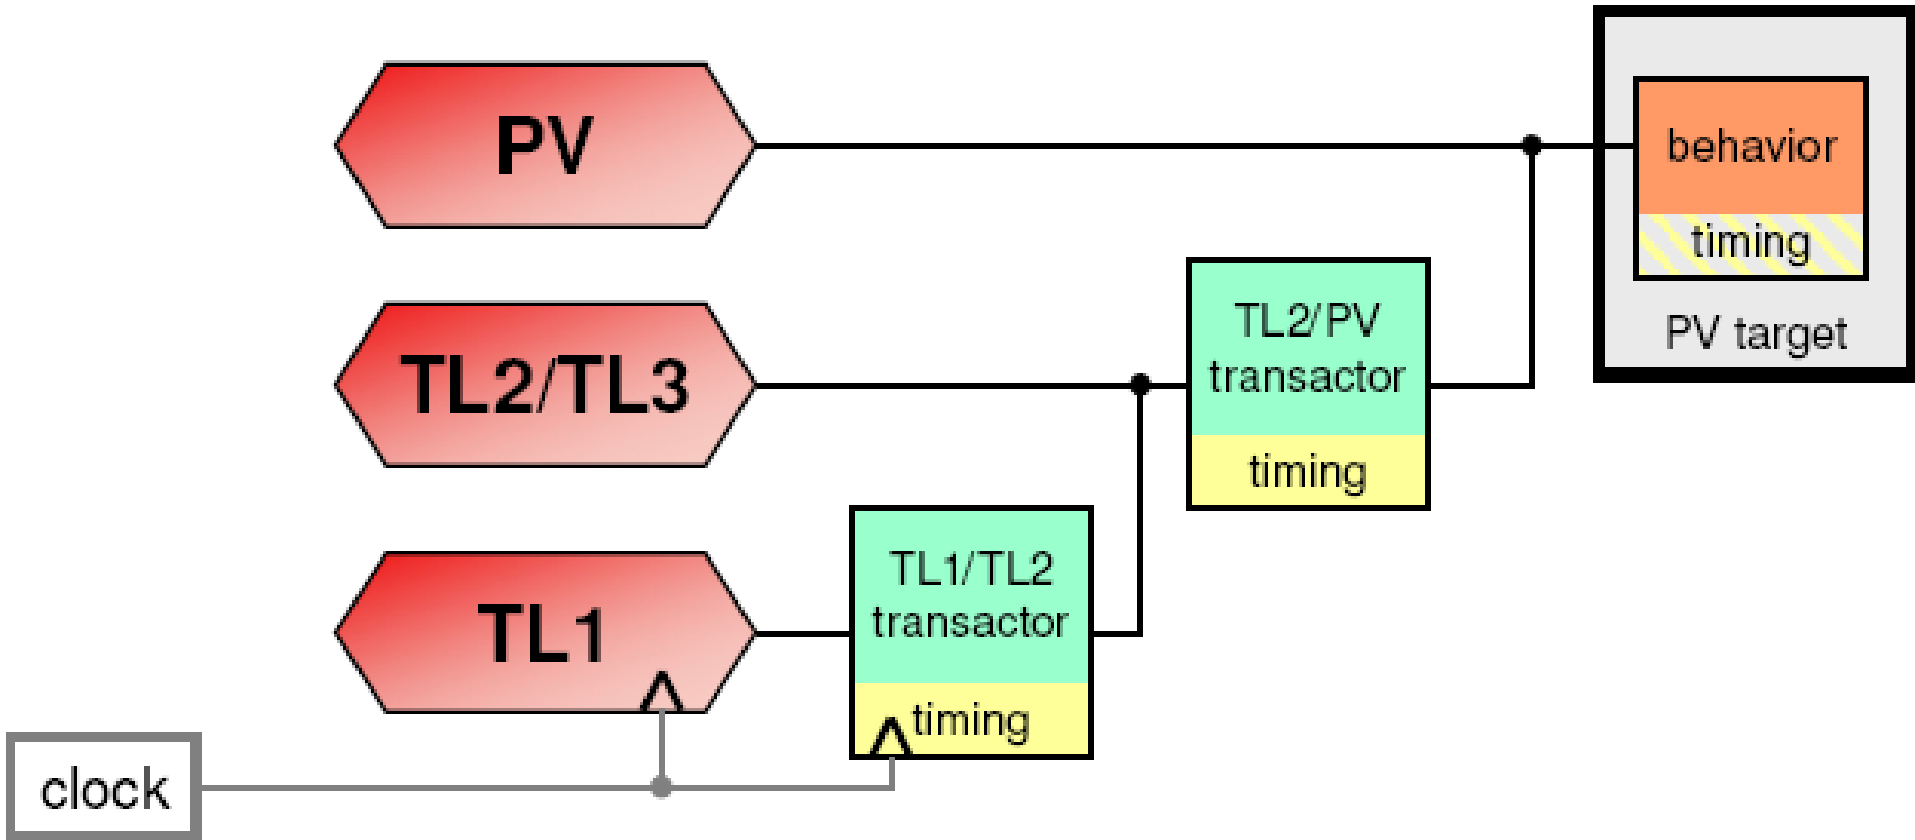 PV
behavior
timing
PV target
TL2/TL3
TL2/PV
transactor
timing
TL1
TL1/TL2
transactor
timing
clock